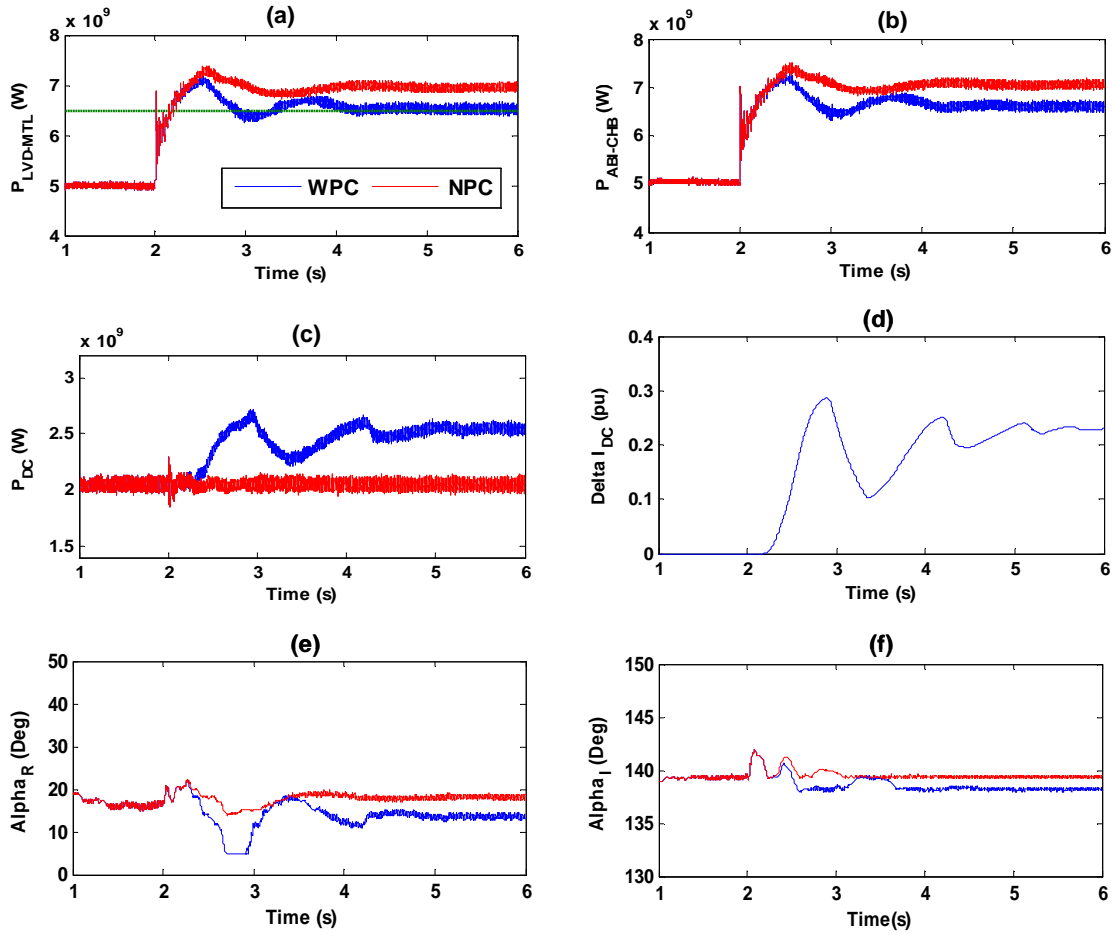 (a)
x 10^9
8
7
6
5
4
P_LVD-MTL (W)
WPC NPC
1 2 3 4 5 6
Time (s)
(b)
x 10^9
8
7
6
5
4
P_ABI-CHB (W)
1 2 3 4 5 6
Time (s)
(c)
x 10^9
3
2.5
2
1.5
P_DC (W)
1 2 3 4 5 6
Time (s)
(d)
0.4
0.3
0.2
0.1
0
Delta I_DC (pu)
1 2 3 4 5 6
Time (s)
(e)
50
40
30
20
10
0
Alpha_R (Deg)
1 2 3 4 5 6
Time (s)
(f)
150
145
140
135
130
Alpha_I (Deg)
1 2 3 4 5 6
Time(s)